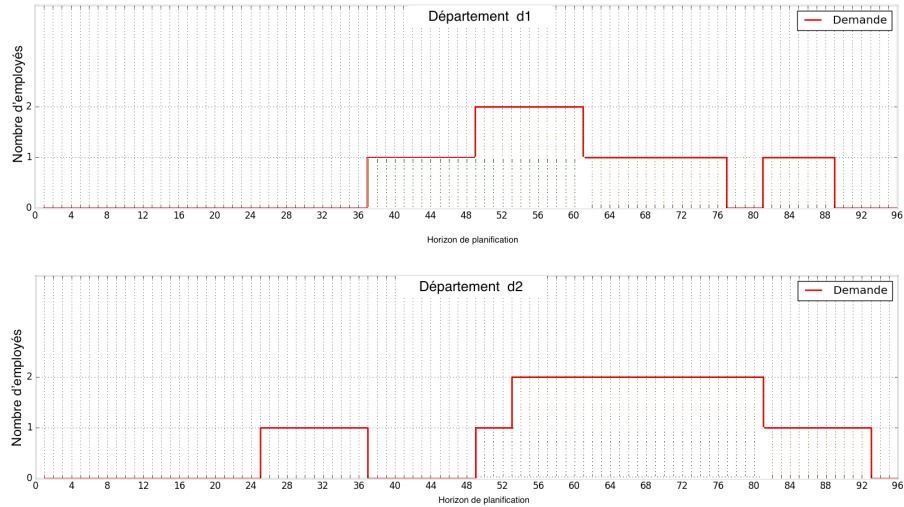 Département d1
Demande
Nombre d'employés
2
1
0
0 4 8 12 16 20 24 28 32 36 40 44 48 52 56 60 64 68 72 76 80 84 88 92 96
Horizon de planification
Département d2
Demande
Nombre d'employés
2
1
0
0 4 8 12 16 20 24 28 32 36 40 44 48 52 56 60 64 68 72 76 80 84 88 92 96
Horizon de planification